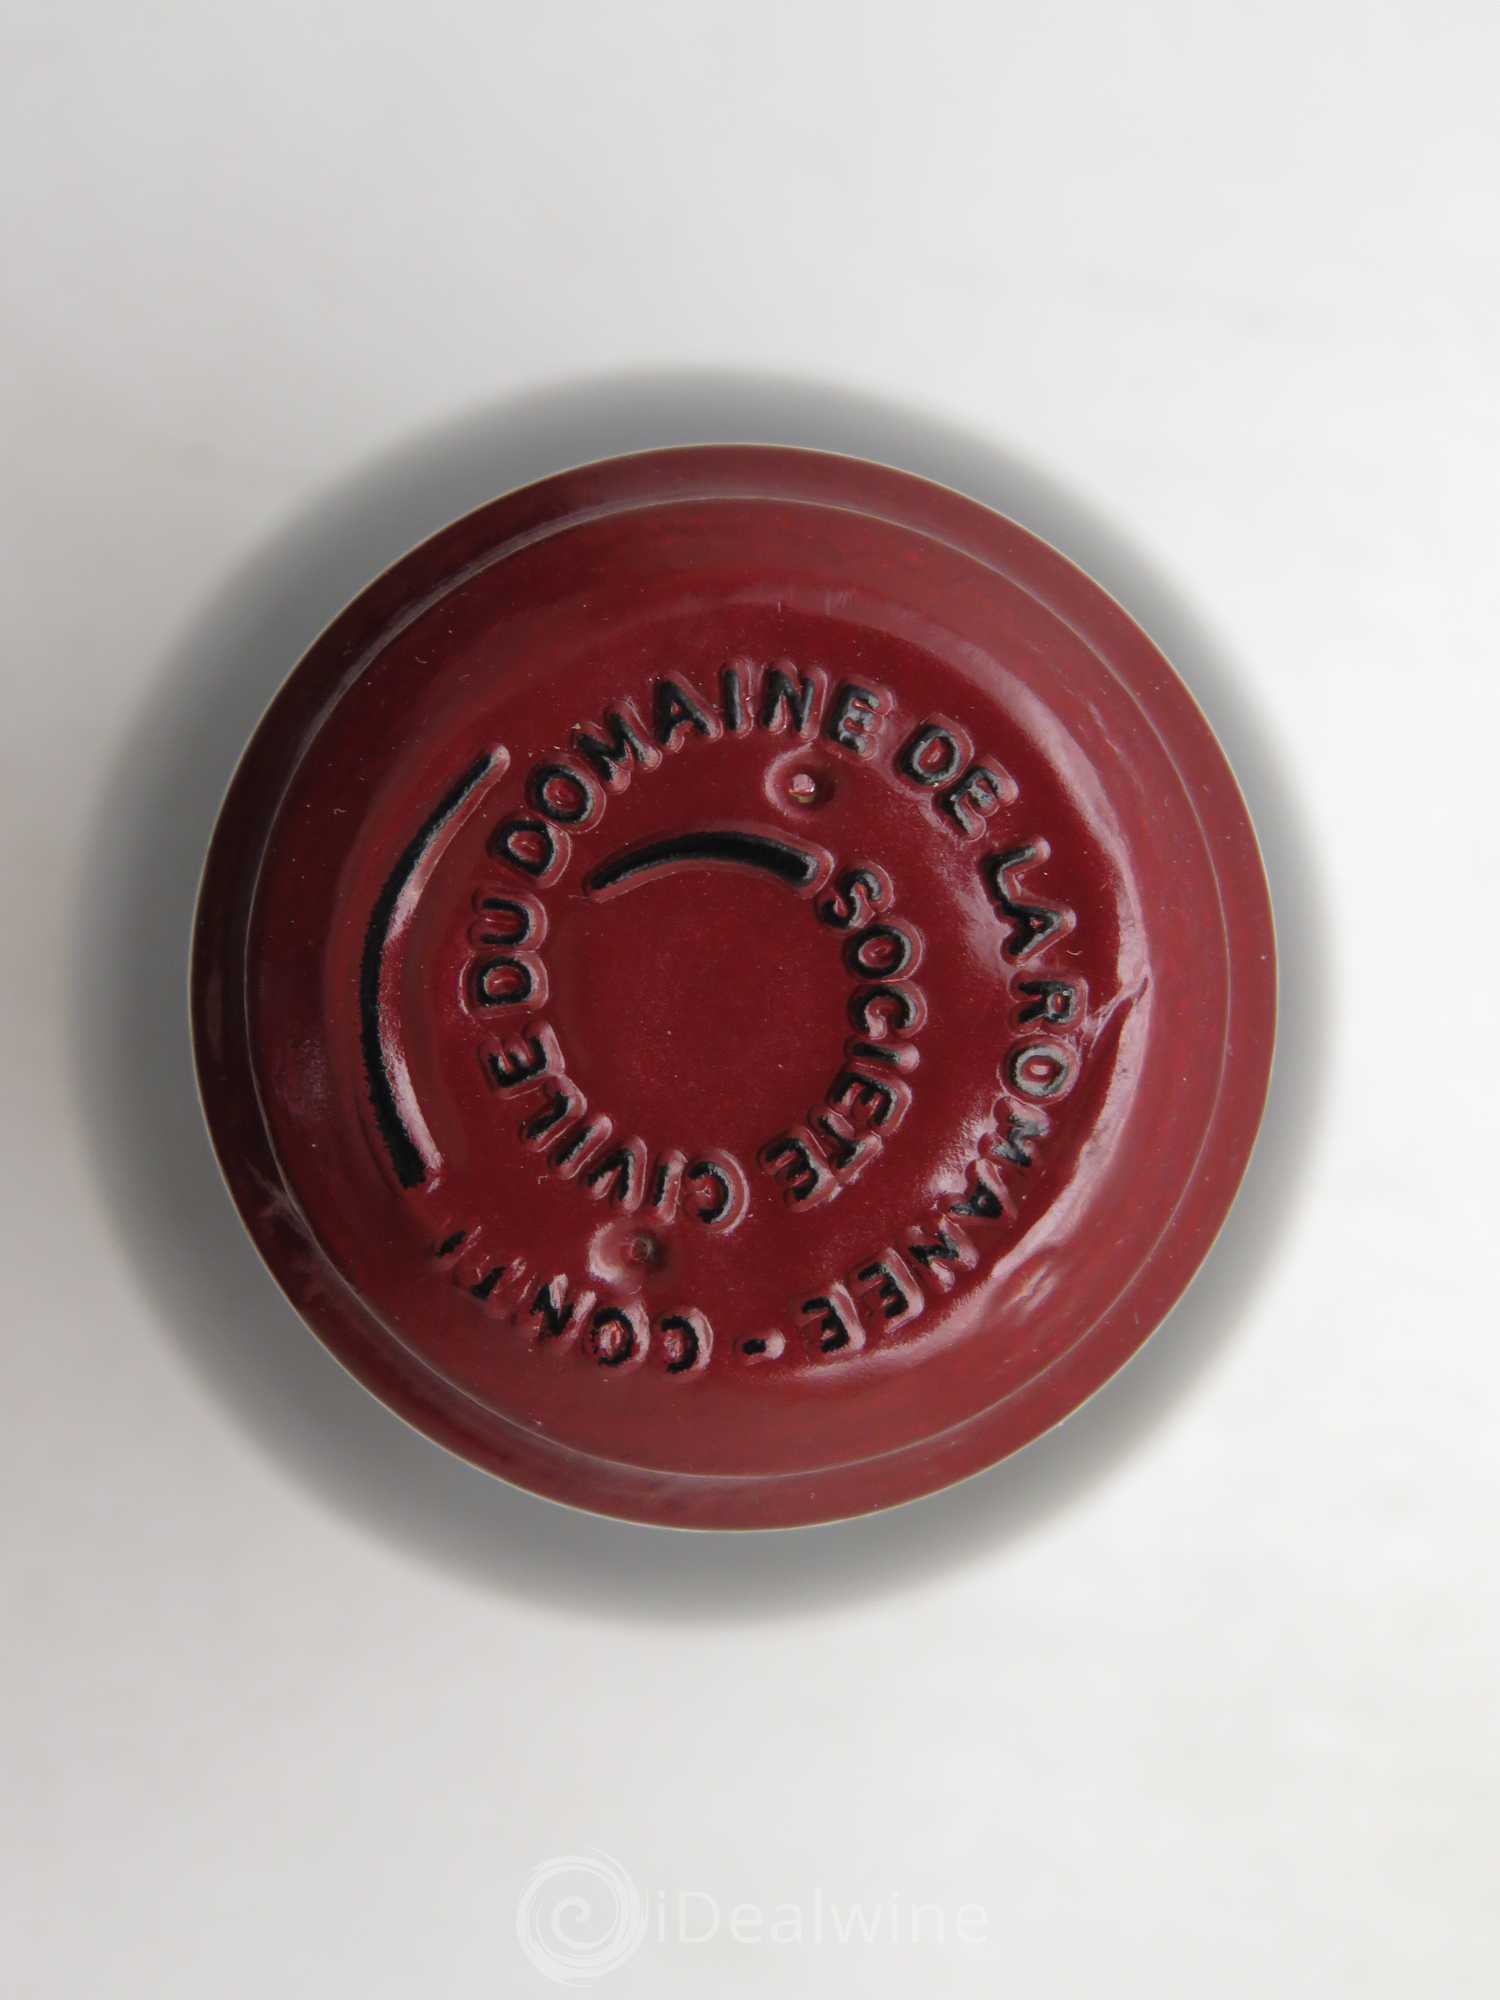 SOCIETE CIVILE DU DOMAINE DE LA ROMANEE - CONTI
iDealwine